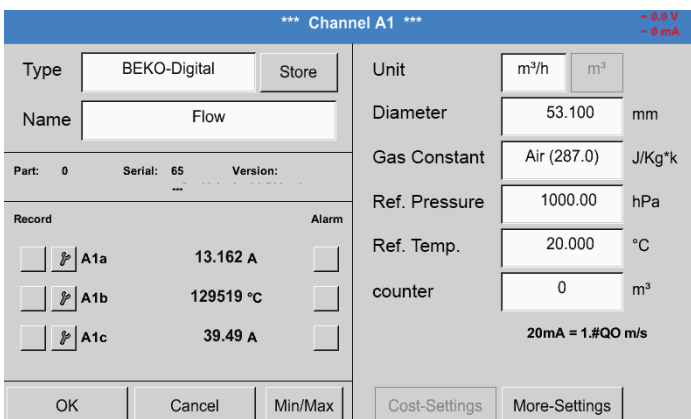 *** Channel A1 ***
~ 0.0 V
~ 0 mA
Type BEKO-Digital Store
Name Flow
Part: 0 Serial: 65 Version:
---
Record Alarm
A1a 13.162 A
A1b 129519 °C
A1c 39.49 A
OK Cancel Min/Max
Unit m³/h m³
Diameter 53.100 mm
Gas Constant Air (287.0) J/Kg*k
Ref. Pressure 1000.00 hPa
Ref. Temp. 20.000 °C
counter 0 m³
20mA = 1.#QO m/s
Cost-Settings More-Settings